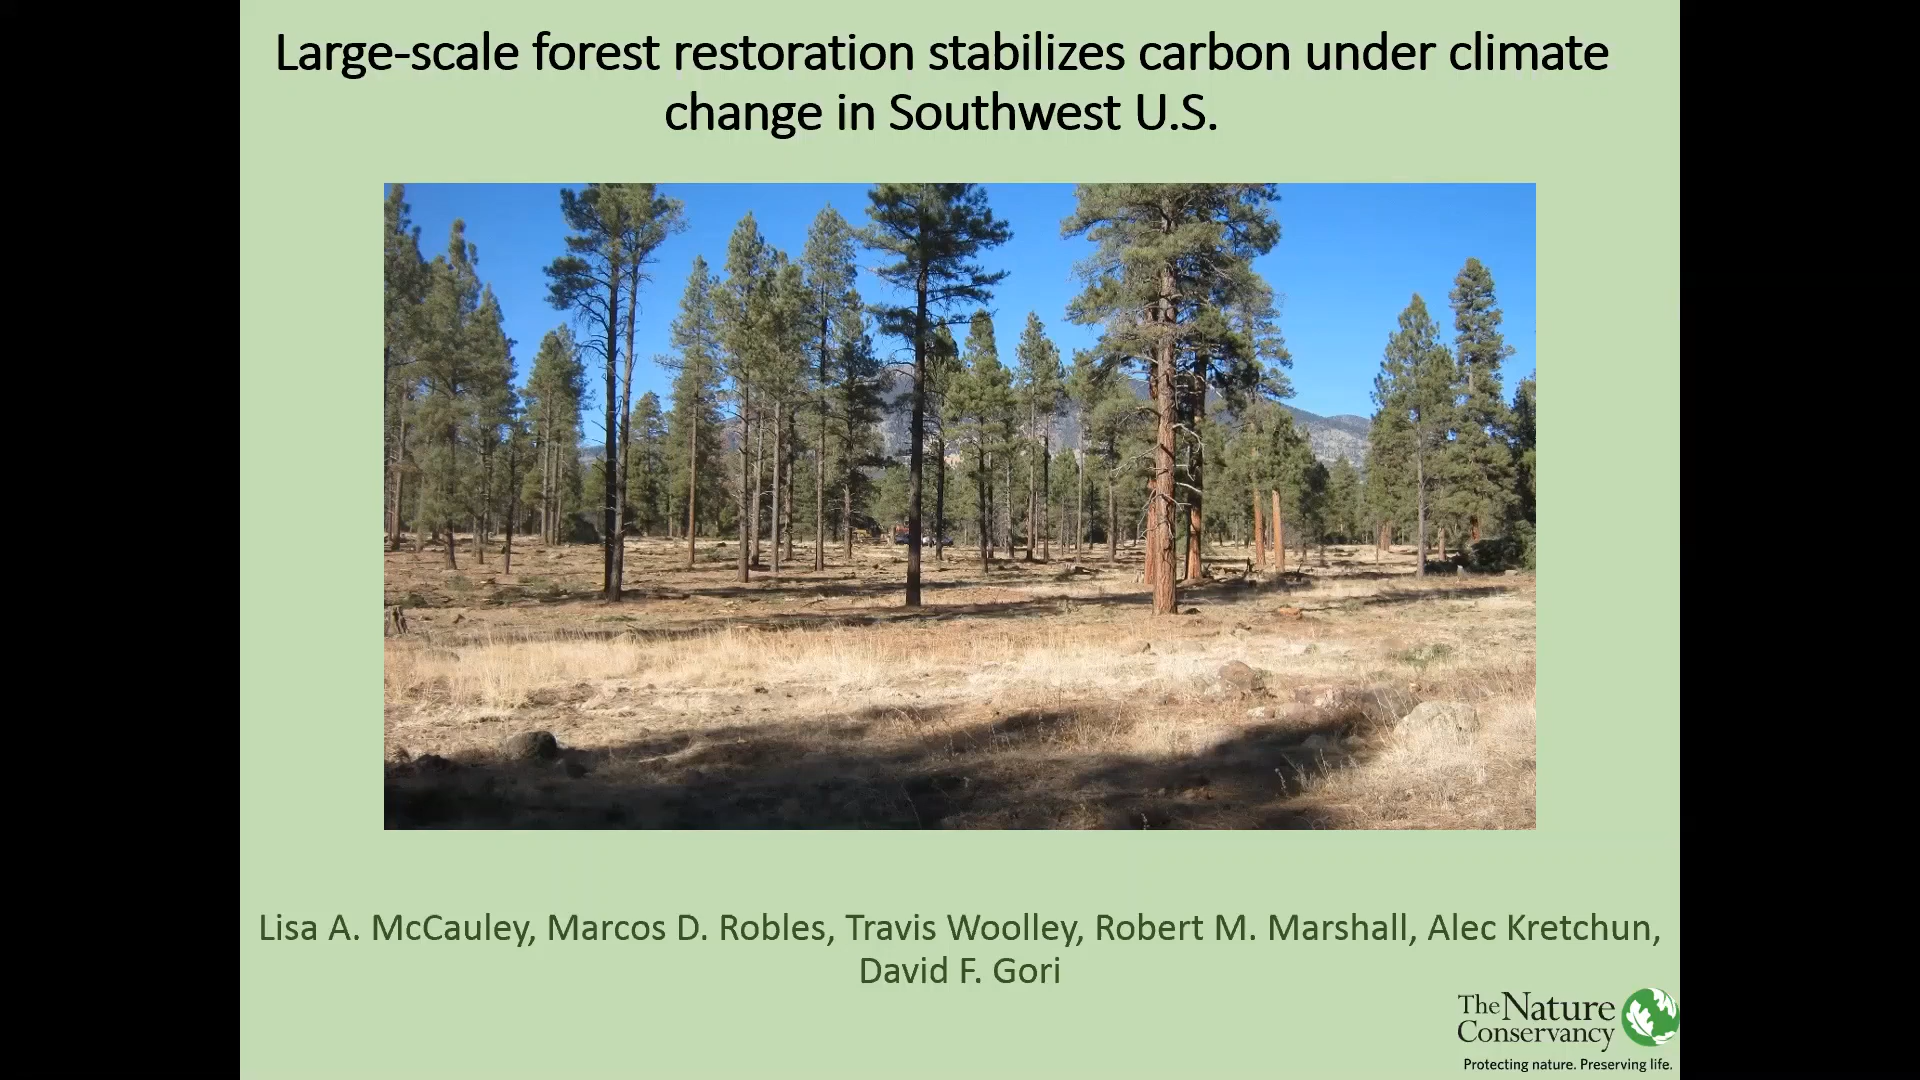 Large-scale forest restoration stabilizes carbon under climate
change in Southwest U.S.
Lisa A. McCauley, Marcos D. Robles, Travis Woolley, Robert M. Marshall, Alec Kretchun,
David F. Gori
The Nature
Conservancy
Protecting nature. Preserving life.